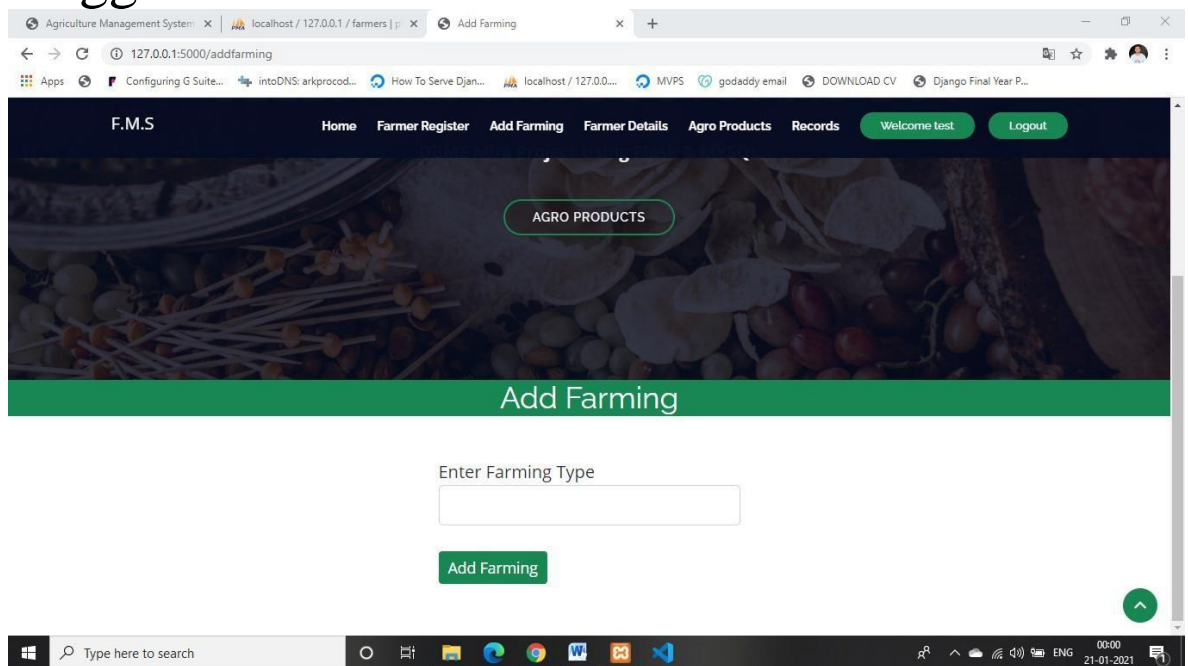 Agriculture Management System
localhost / 127.0.0.1 / farmers | p
Add Farming
127.0.0.1:5000/addfarming
Apps
Configuring G Suite...
intoDNS: arkprocod...
How To Serve Djan...
localhost / 127.0.0....
MVPS
godaddy email
DOWNLOAD CV
Django Final Year P...
F.M.S
Home
Farmer Register
Add Farming
Farmer Details
Agro Products
Records
Welcome test
Logout
AGRO PRODUCTS
Add Farming
Enter Farming Type
Add Farming
Type here to search
ENG
00:00
21-01-2021